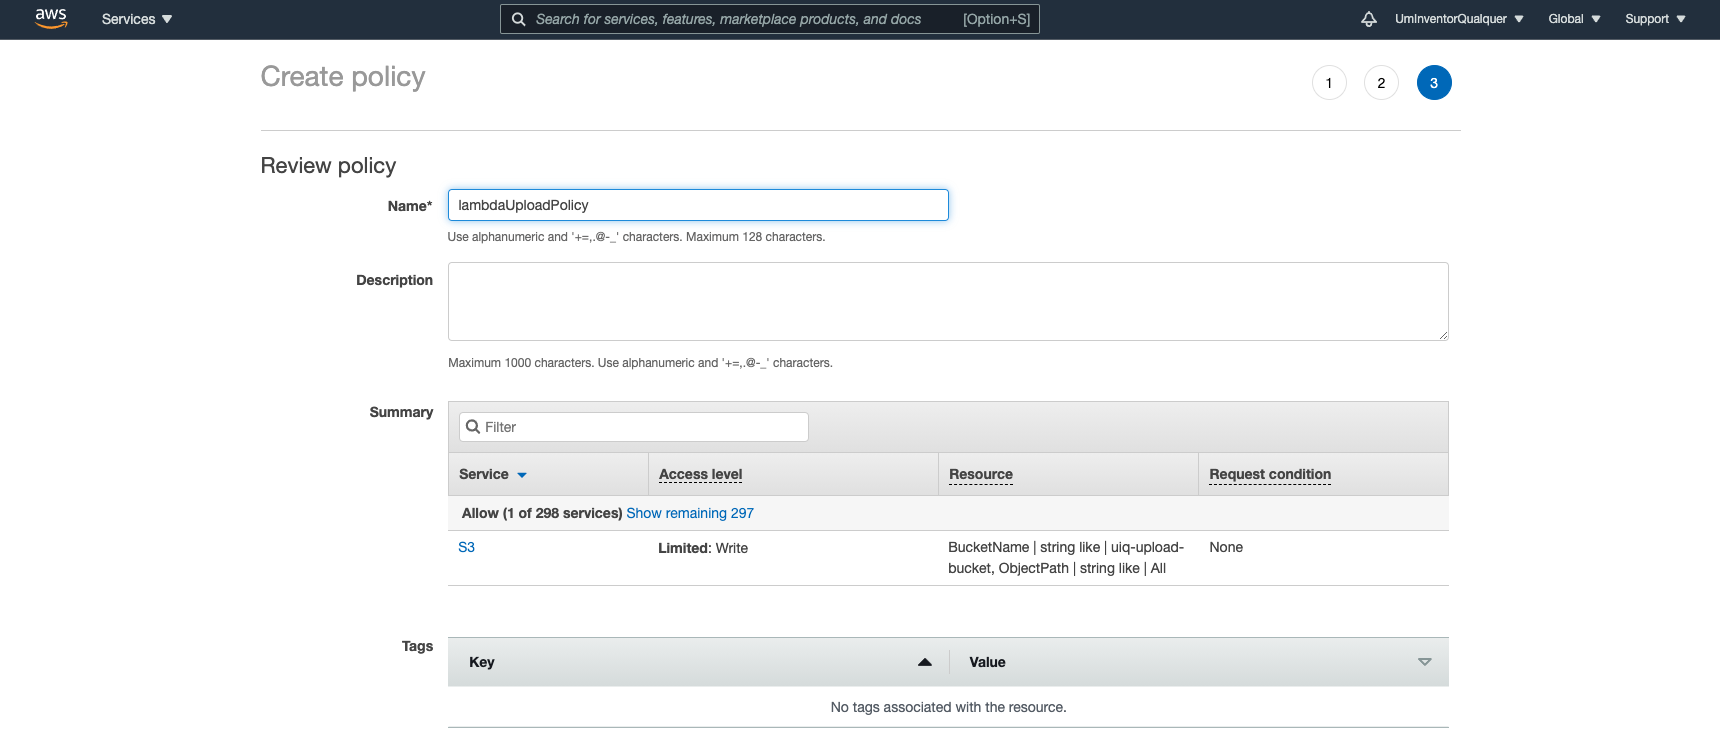 aws Services Search for services, features, marketplace products, and docs [Option+S] UmInventorQualquer Global Support
Create policy 1 2 3
Review policy
Name* lambdaUploadPolicy
Use alphanumeric and '+=,.@-_' characters. Maximum 128 characters.
Description
Maximum 1000 characters. Use alphanumeric and '+=,.@-_' characters.
Summary Filter
Service Access level Resource Request condition
Allow (1 of 298 services) Show remaining 297
S3 Limited: Write BucketName | string like | uiq-upload- None
bucket, ObjectPath | string like | All
Tags
Key Value
No tags associated with the resource.